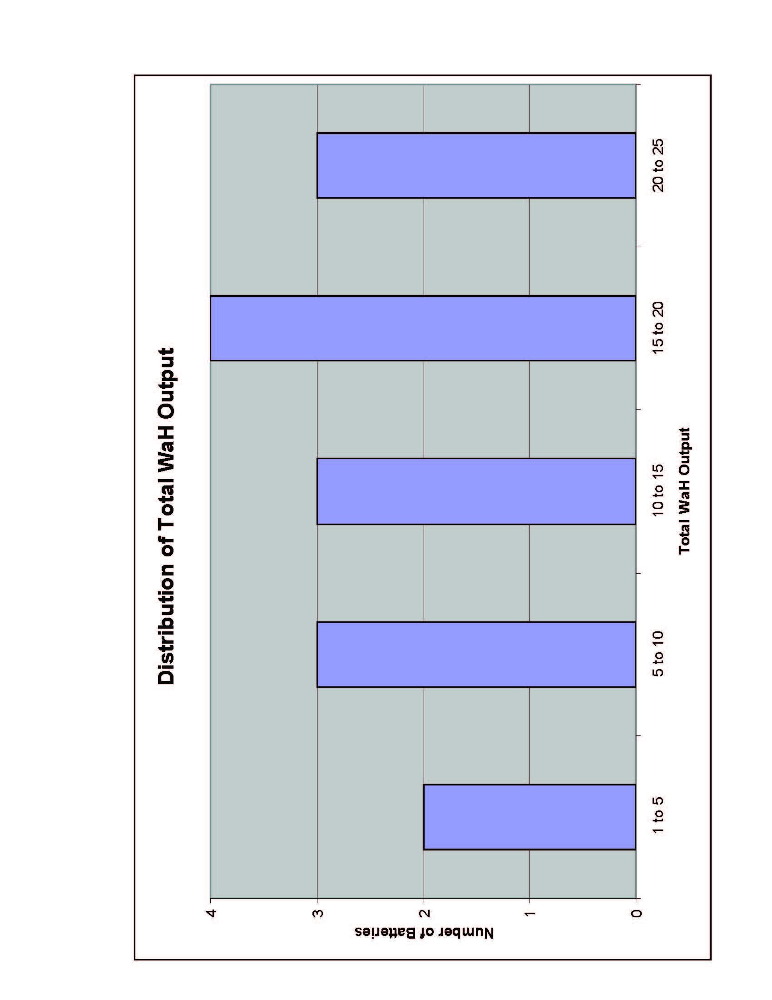 Distribution of Total WaH Output
4
3
2
1
0
Number of Batteries
1 to 5
5 to 10
10 to 15
15 to 20
20 to 25
Total WaH Output